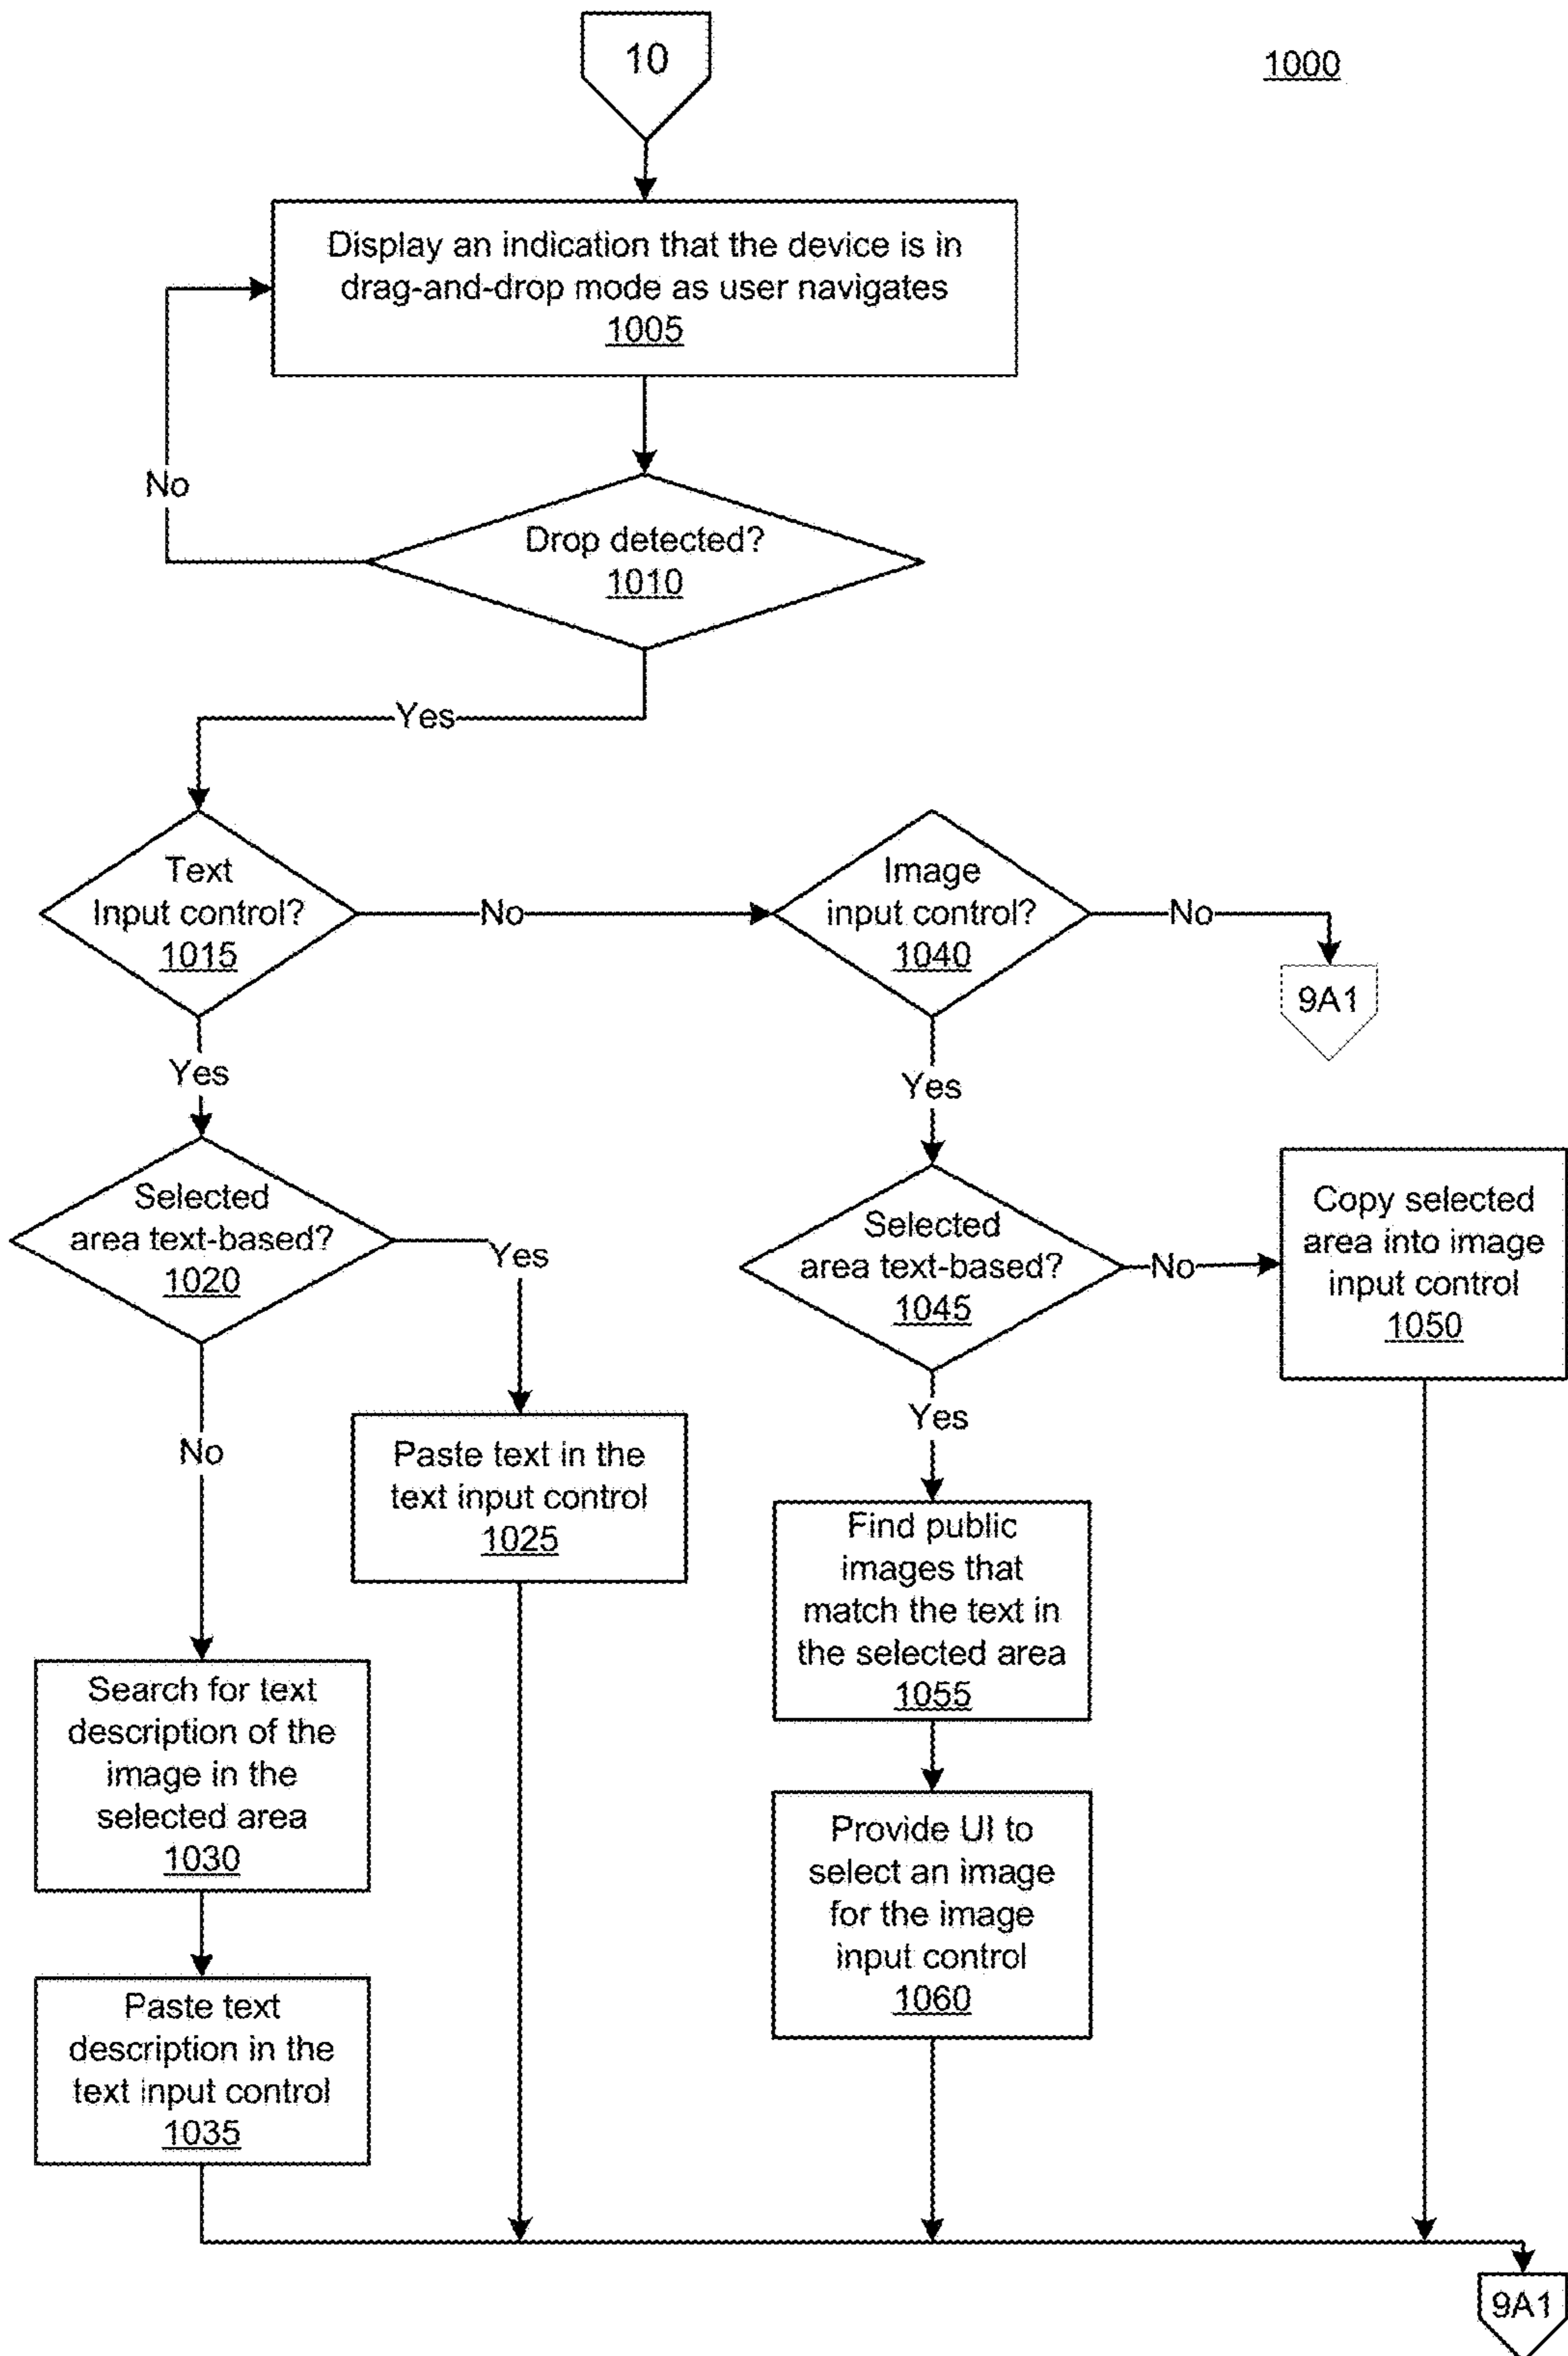 10
1000
Display an indication that the device is in
drag-and-drop mode as user navigates
1005
No
Drop detected?
1010
Yes
Text
Input control?
1015
No
Image
input control?
1040
No
9A1
Yes
Yes
Selected
area text-based?
1020
Yes
Selected
area text-based?
1045
No
Copy selected
area into image
input control
1050
No
Paste text in the
text input control
1025
Yes
Find public
images that
match the text in
the selected area
1055
Search for text
description of the
image in the
selected area
1030
Provide UI to
select an image
for the image
input control
1060
Paste text
description in the
text input control
1035
9A1